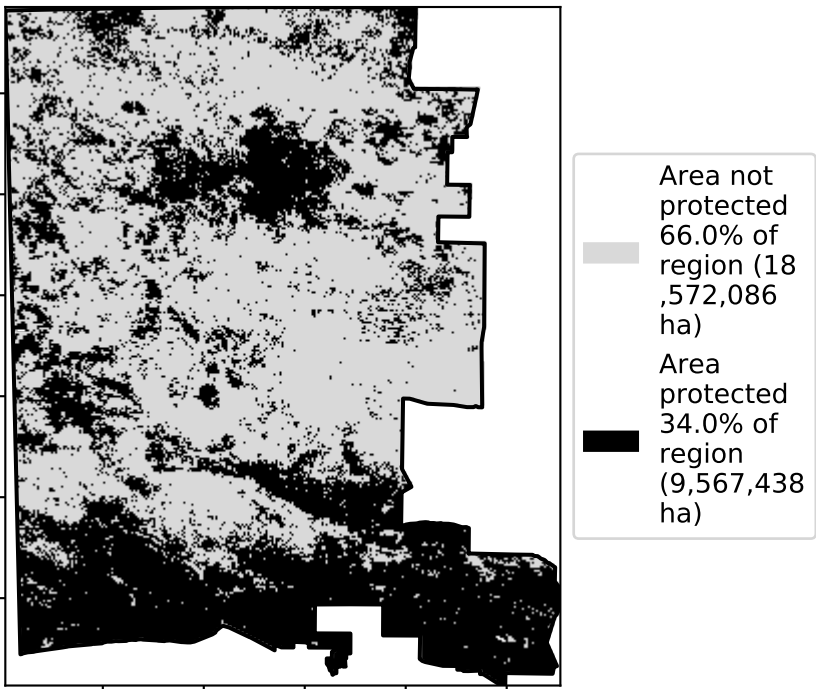 Area not
protected
66.0% of
region (18
,572,086
ha)
Area
protected
34.0% of
region
(9,567,438
ha)